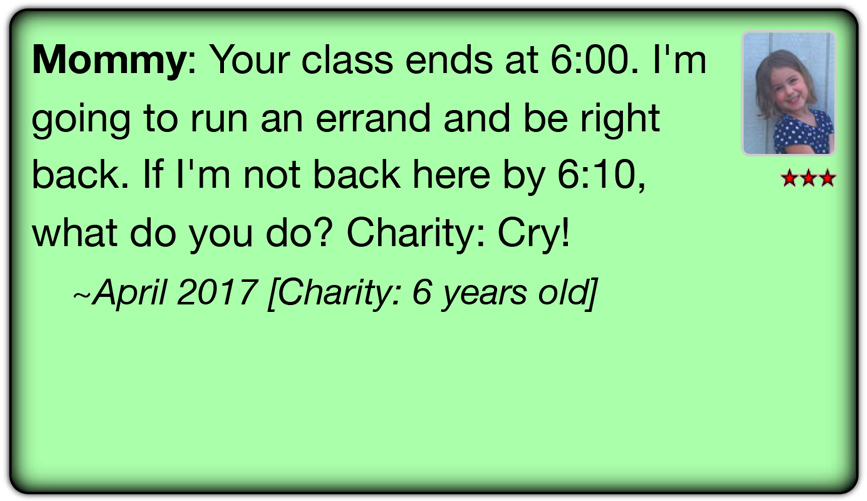 Mommy: Your class ends at 6:00. I'm
going to run an errand and be right
back. If I'm not back here by 6:10,
what do you do? Charity: Cry!
~April 2017 [Charity: 6 years old]